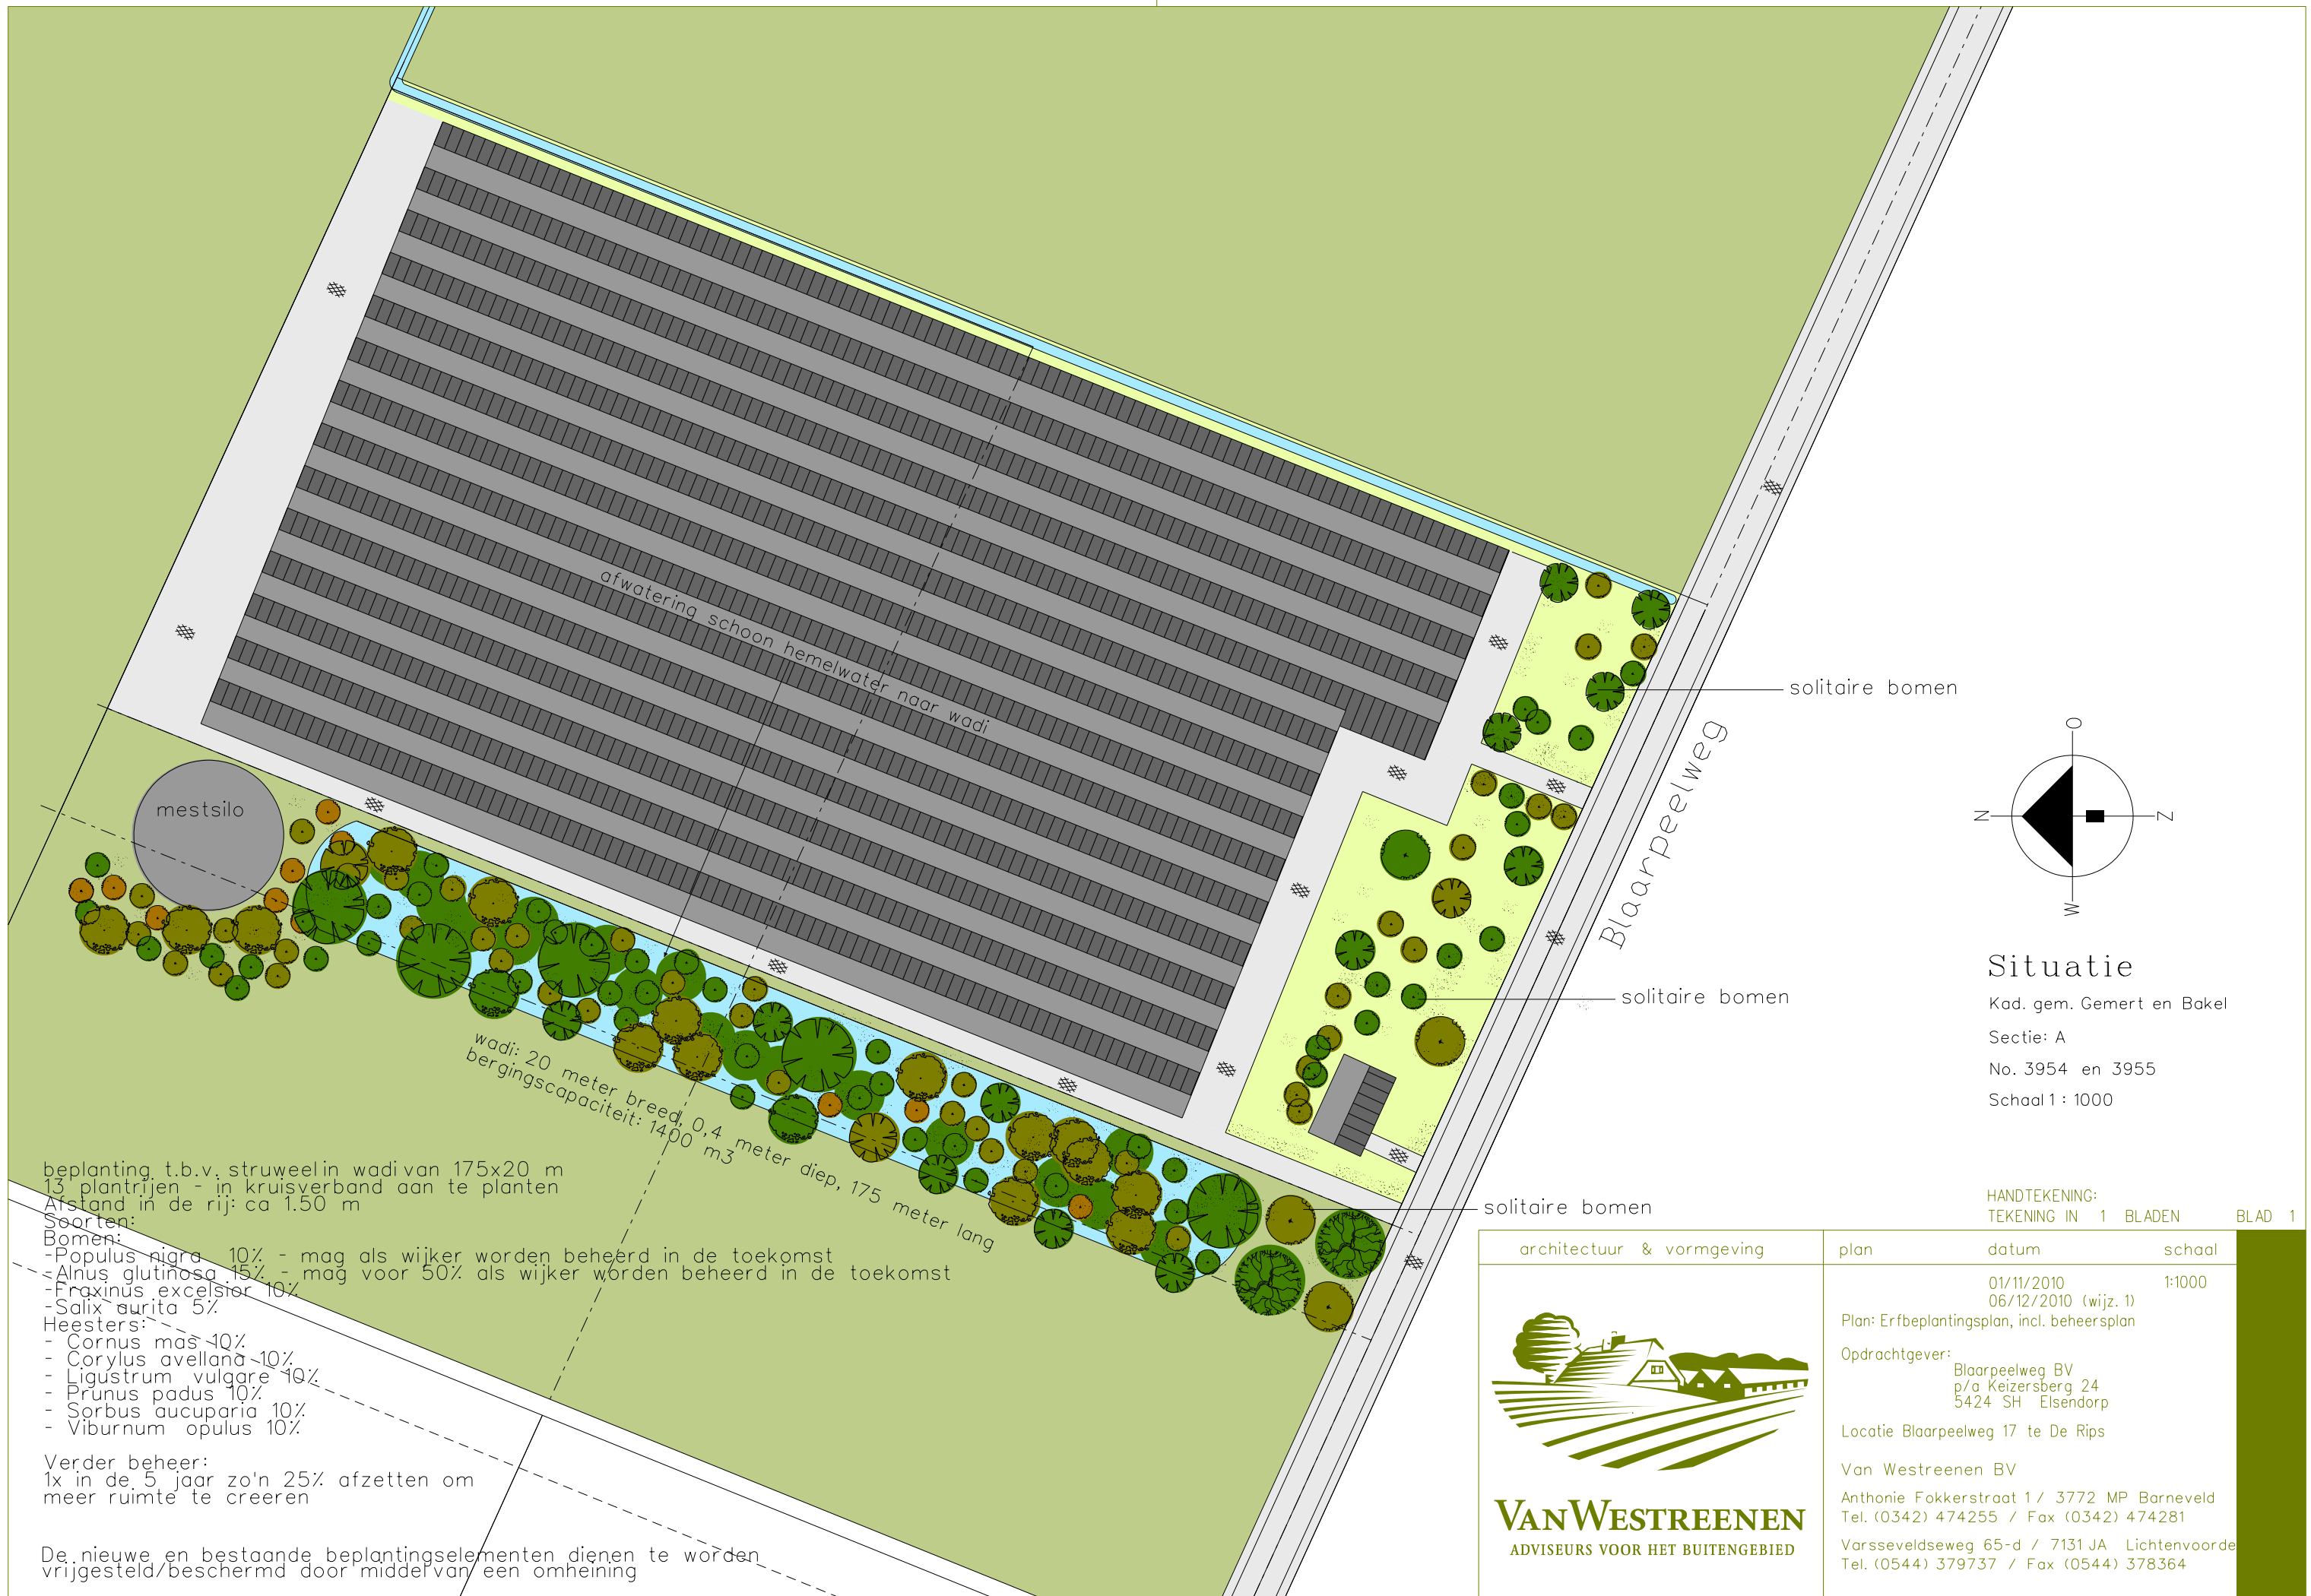 afwatering schoon hemelwater naar wadi
mestsilo
wadi: 20 meter breed, 0,4 meter diep, 175 meter lang
bergingscapaciteit: 1400 m3
solitaire bomen
Blaarpeelweg
solitaire bomen
solitaire bomen
O
N
Z
W
Situatie
Kad. gem. Gemert en Bakel
Sectie: A
No. 3954 en 3955
Schaal 1 : 1000
beplanting t.b.v. struweel in wadi van 175x20 m
13 plantrijen - in kruisverband aan te planten
Afstand in de rij: ca 1.50 m
Soorten:
Bomen:
-Populus nigra 10% - mag als wijker worden beheerd in de toekomst
-Alnus glutinosa 15% - mag voor 50% als wijker worden beheerd in de toekomst
-Fraxinus excelsior 10%
-Salix aurita 5%
Heesters:
- Cornus mas 10%
- Corylus avellana 10%
- Ligustrum vulgare 10%
- Prunus padus 10%
- Sorbus aucuparia 10%
- Viburnum opulus 10%
Verder beheer:
1x in de 5 jaar zo'n 25% afzetten om
meer ruimte te creeren
De nieuwe en bestaande beplantingselementen dienen te worden
vrijgesteld/beschermd door middel van een omheining
HANDTEKENING:
TEKENING IN 1 BLADEN BLAD 1
architectuur & vormgeving
plan datum schaal
01/11/2010 1:1000
06/12/2010 (wijz. 1)
Plan: Erfbeplantingsplan, incl. beheersplan
Opdrachtgever:
Blaarpeelweg BV
p/a Keizersberg 24
5424 SH Elsendorp
Locatie Blaarpeelweg 17 te De Rips
Van Westreenen BV
Anthonie Fokkerstraat 1 / 3772 MP Barneveld
Tel. (0342) 474255 / Fax (0342) 474281
Varsseveldseweg 65-d / 7131 JA Lichtenvoorde
Tel. (0544) 379737 / Fax (0544) 378364
VANWESTREENEN
ADVISEURS VOOR HET BUITENGEBIED